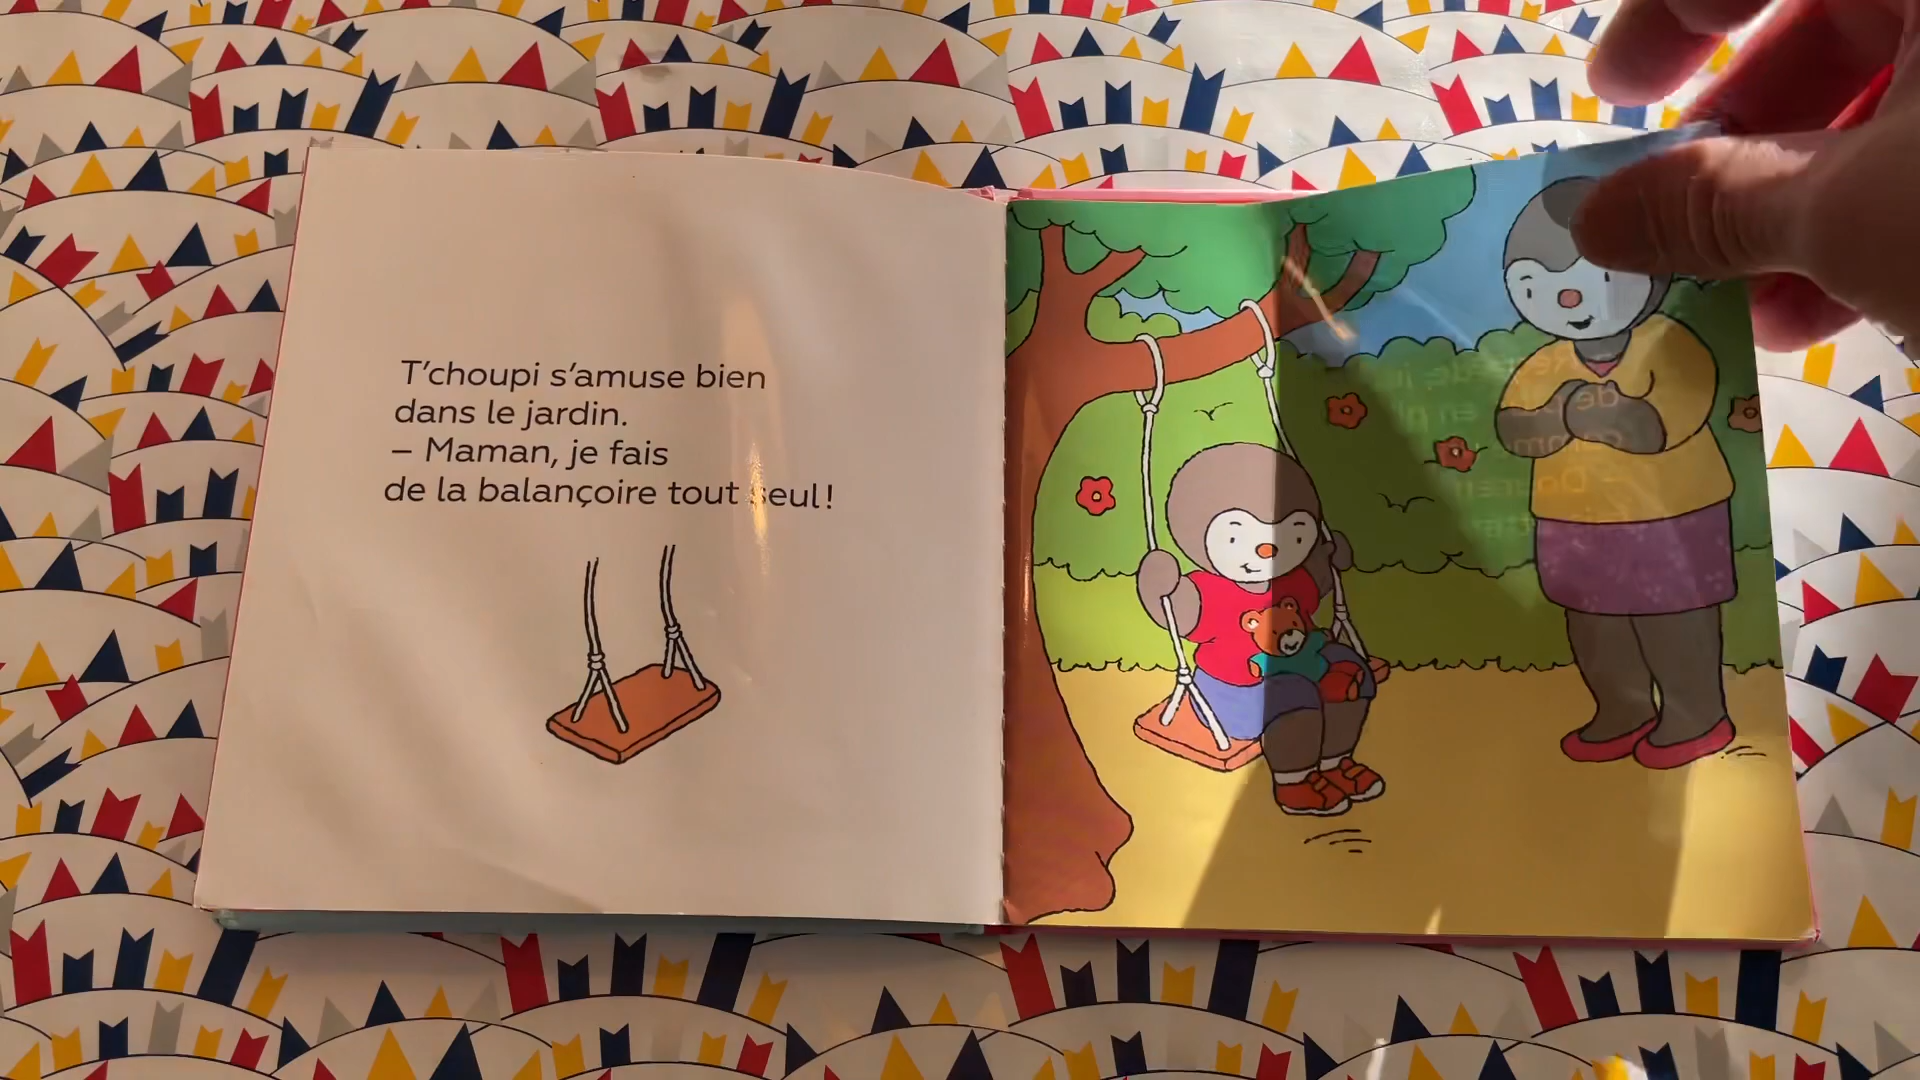 T'choupi s'amuse bien
dans le jardin.
– Maman, je fais
de la balançoire tout seul !